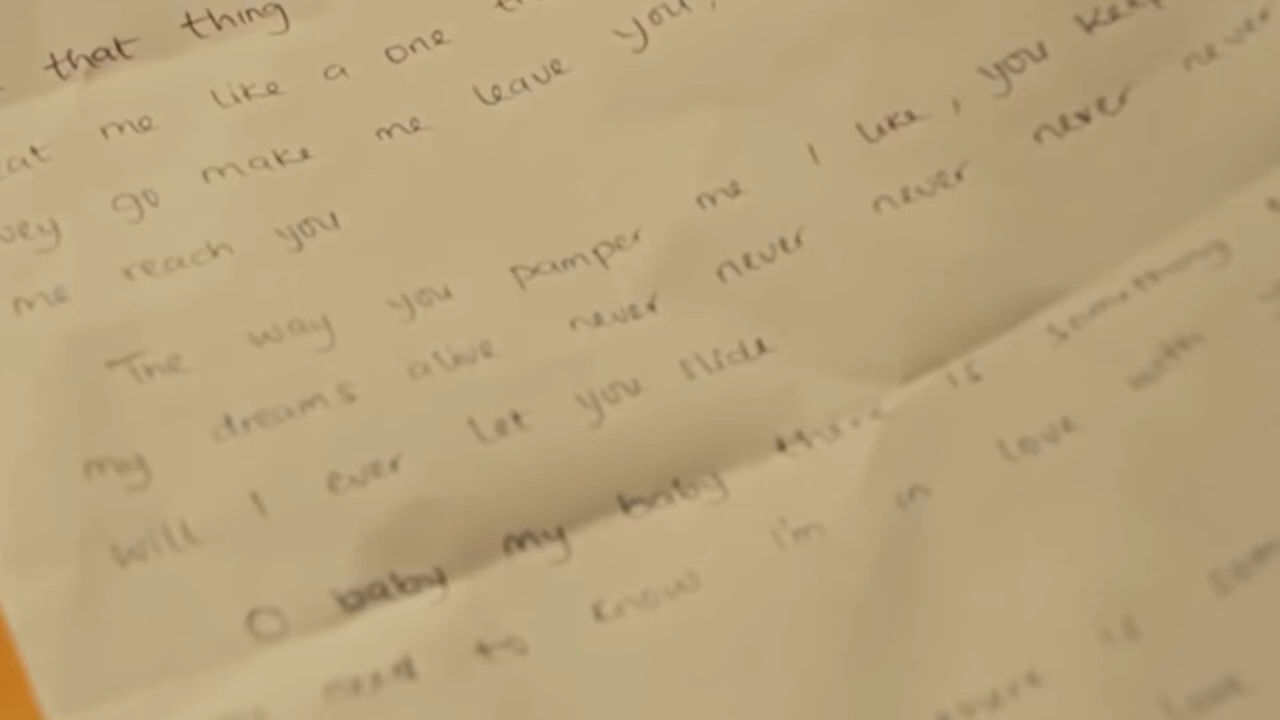 that thing
me like a one
go make me leave you,
me reach you
The way you pamper me I like, you keep
my dreams alive never never never never never
will I ever let you slide
O baby my baby there is something
need to know I'm in love with
is
love